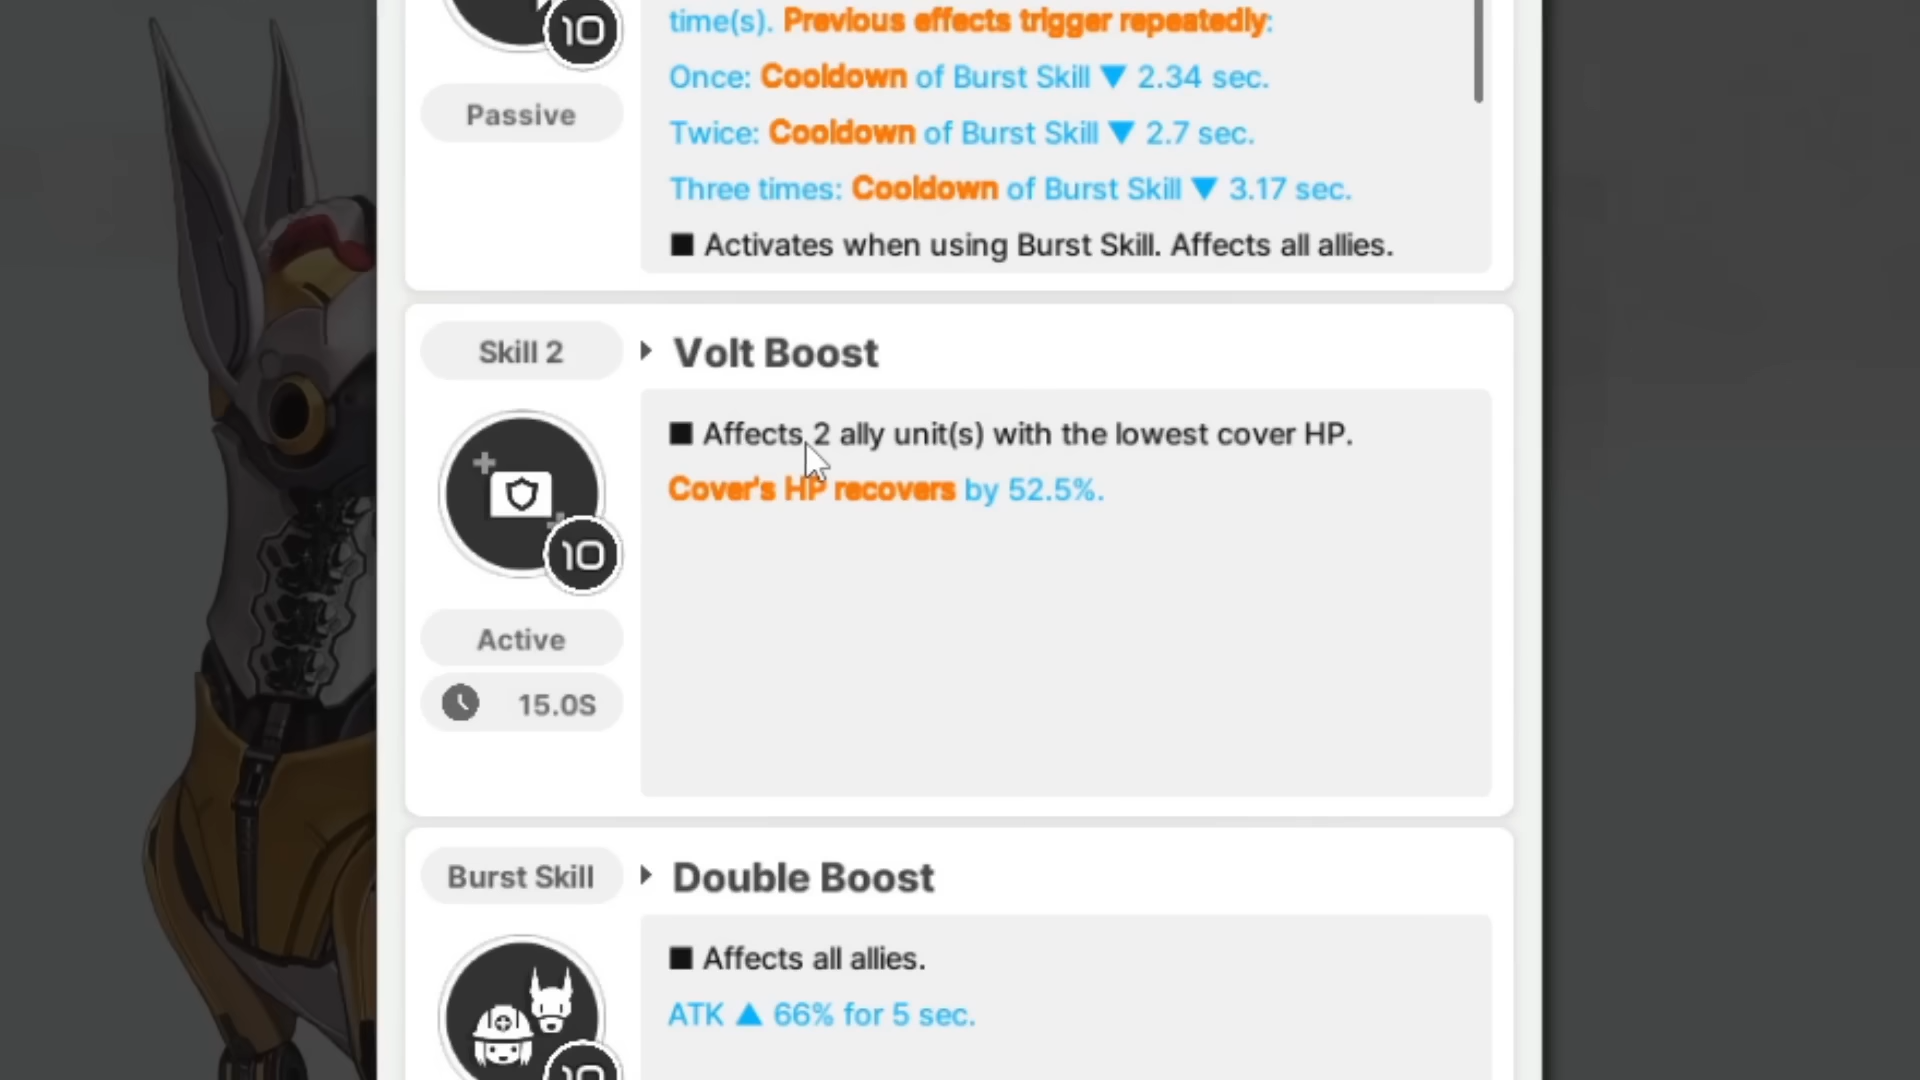 10
time(s). Previous effects trigger repeatedly:
Passive
Once: Cooldown of Burst Skill ▼ 2.34 sec.
Twice: Cooldown of Burst Skill ▼ 2.7 sec.
Three times: Cooldown of Burst Skill ▼ 3.17 sec.
■ Activates when using Burst Skill. Affects all allies.
Skill 2
Volt Boost
■ Affects 2 ally unit(s) with the lowest cover HP.
Cover's HP recovers by 52.5%.
10
Active
15.0S
Burst Skill
Double Boost
■ Affects all allies.
ATK ▲ 66% for 5 sec.
10